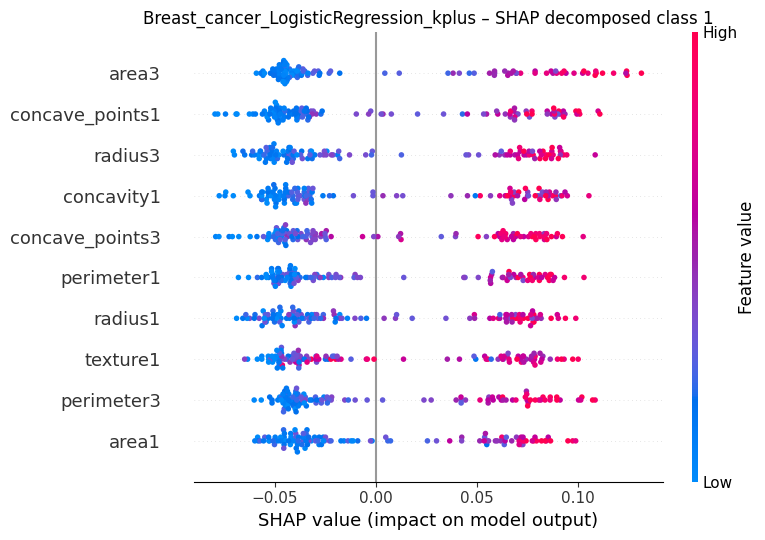 Breast_cancer_LogisticRegression_kplus – SHAP decomposed class 1
High
area3
concave_points1
radius3
concavity1
concave_points3
perimeter1
radius1
texture1
perimeter3
area1
Feature value
Low
−0.05 0.00 0.05 0.10
SHAP value (impact on model output)